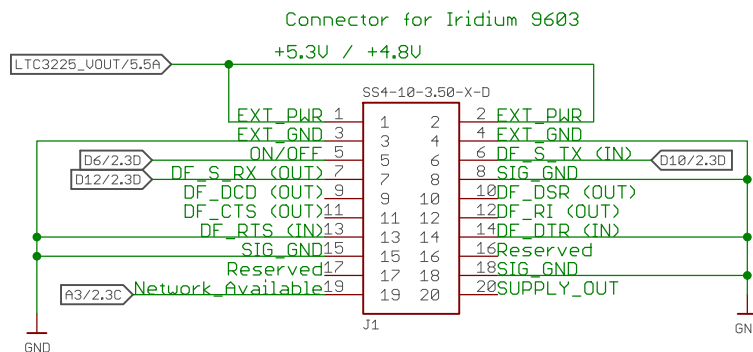 Connector for Iridium 9603
+5.3V / +4.8V
LTC3225_VOUT/5.5A
SS4-10-3.50-X-D
EXT_PWR 1 1 2 2 EXT_PWR
EXT_GND 3 3 4 4 EXT_GND
D6/2.3D ON/OFF 5 5 6 6 DF_S_TX (IN) D10/2.3D
D12/2.3D DF_S_RX (OUT) 7 7 8 8 SIG_GND
DF_DCD (OUT) 9 9 10 10 DF_DSR (OUT)
DF_CTS (OUT) 11 11 12 12 DF_RI (OUT)
DF_RTS (IN) 13 13 14 14 DF_DTR (IN)
SIG_GND 15 15 16 16 Reserved
Reserved 17 17 18 18 SIG_GND
A3/2.3C Network_Available 19 19 20 20 SUPPLY_OUT
J1
GND GN